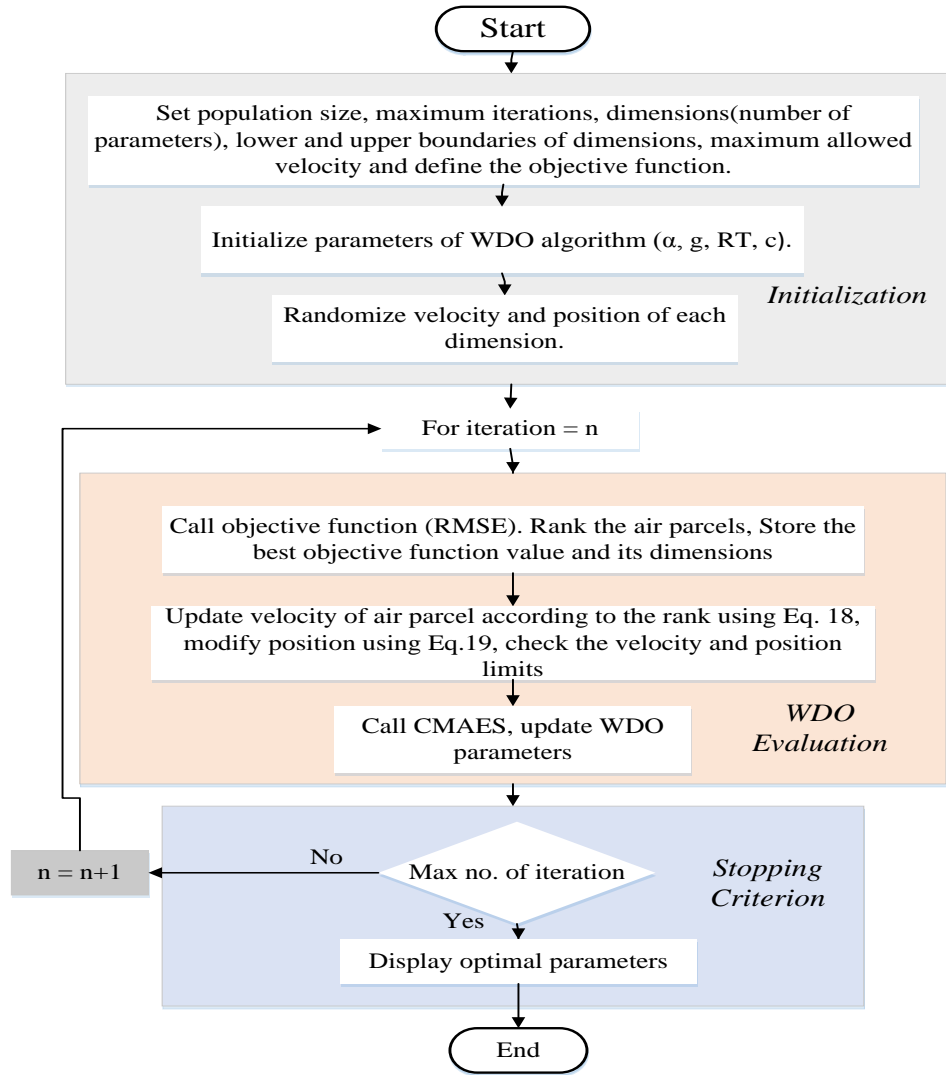 Start
Set population size, maximum iterations, dimensions(number of
parameters), lower and upper boundaries of dimensions, maximum allowed
velocity and define the objective function.
Initialize parameters of WDO algorithm (α, g, RT, c).
Initialization
Randomize velocity and position of each
dimension.
For iteration = n
Call objective function (RMSE). Rank the air parcels, Store the
best objective function value and its dimensions
Update velocity of air parcel according to the rank using Eq. 18,
modify position using Eq.19, check the velocity and position
limits
Call CMAES, update WDO
parameters
WDO
Evaluation
Max no. of iteration
No
n = n+1
Stopping
Criterion
Yes
Display optimal parameters
End